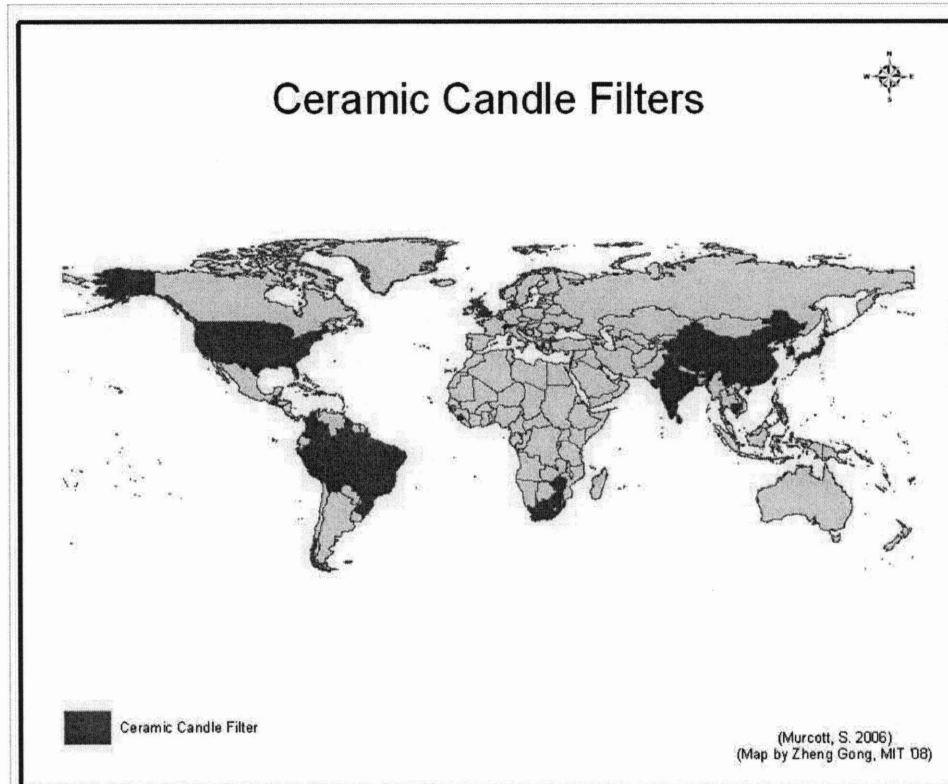 Ceramic Candle Filters
N
W E
S
Ceramic Candle Filter
(Murcott, S. 2006)
(Map by Zheng Gong, MIT '08)